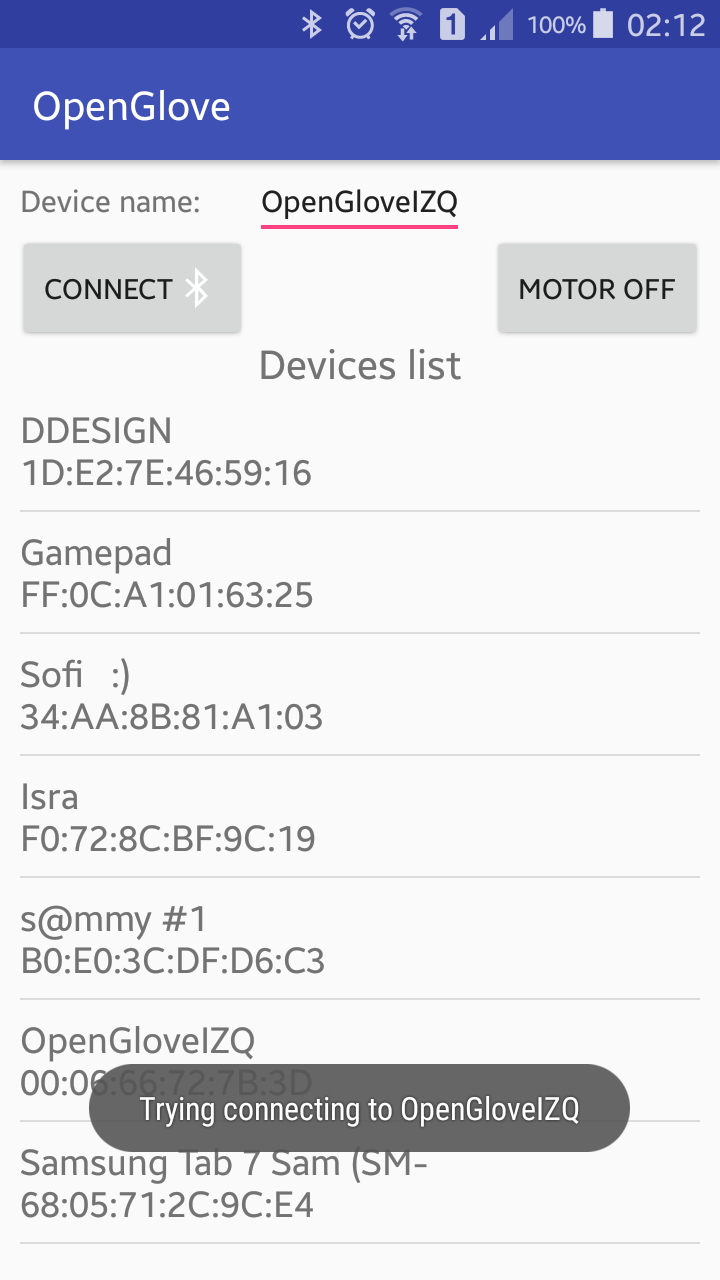 1 100% 02:12
OpenGlove
Device name: OpenGloveIZQ
CONNECT MOTOR OFF
Devices list
DDESIGN
1D:E2:7E:46:59:16
Gamepad
FF:0C:A1:01:63:25
Sofi :)
34:AA:8B:81:A1:03
Isra
F0:72:8C:BF:9C:19
s@mmy #1
B0:E0:3C:DF:D6:C3
OpenGloveIZQ
00:06:66:72:7B:3D
Trying connecting to OpenGloveIZQ
Samsung Tab 7 Sam (SM-
68:05:71:2C:9C:E4